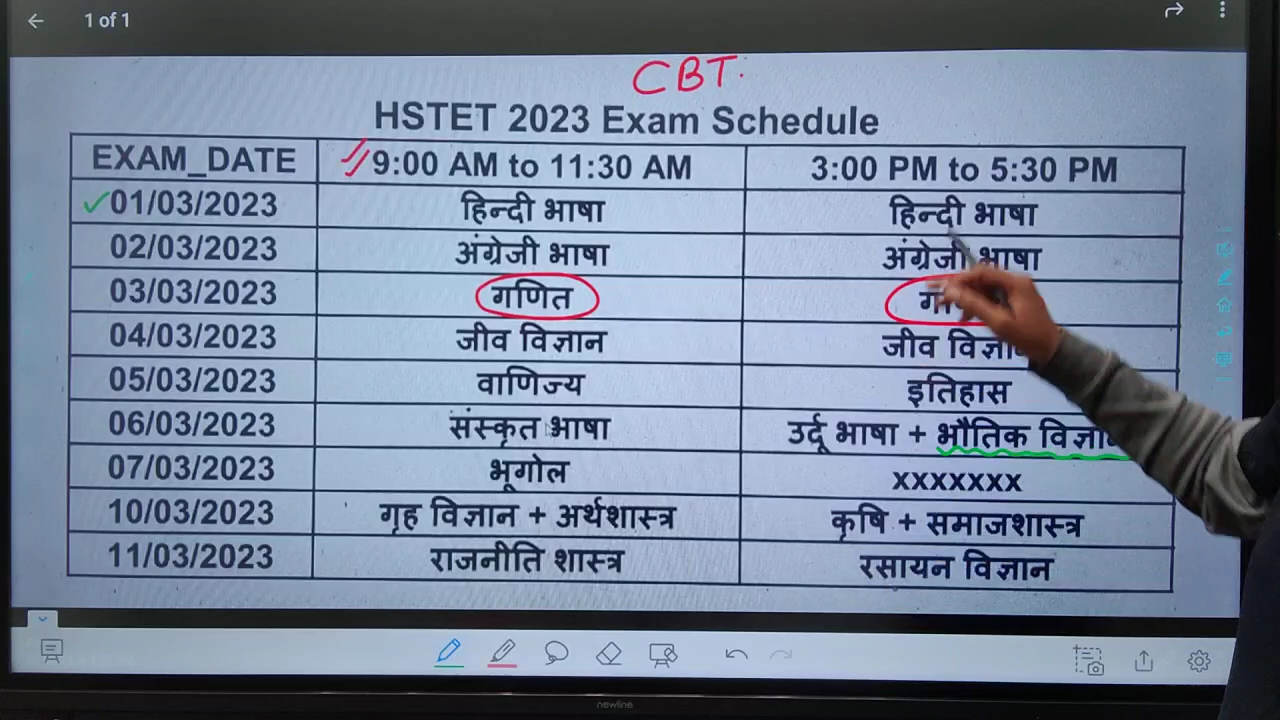 1 of 1
CBT.
HSTET 2023 Exam Schedule
EXAM_DATE 9:00 AM to 11:30 AM 3:00 PM to 5:30 PM
01/03/2023 हिन्दी भाषा हिन्दी भाषा
02/03/2023 अंग्रेजी भाषा अंग्रेजी भाषा
03/03/2023 गणित
04/03/2023 जीव विज्ञान जीव
05/03/2023 वाणिज्य इतिहास
06/03/2023 संस्कृत भाषा उर्दू भाषा + भौतिक
07/03/2023 भूगोल xxxxxxx
10/03/2023 गृह विज्ञान + अर्थशास्त्र कृषि + समाजशास्त्र
11/03/2023 राजनीति शास्त्र रसायन विज्ञान
newline